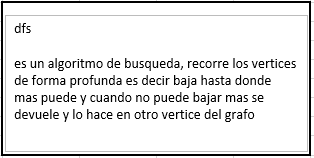 dfs
es un algoritmo de busqueda, recorre los vertices
de forma profunda es decir baja hasta donde
mas puede y cuando no puede bajar mas se
devuele y lo hace en otro vertice del grafo